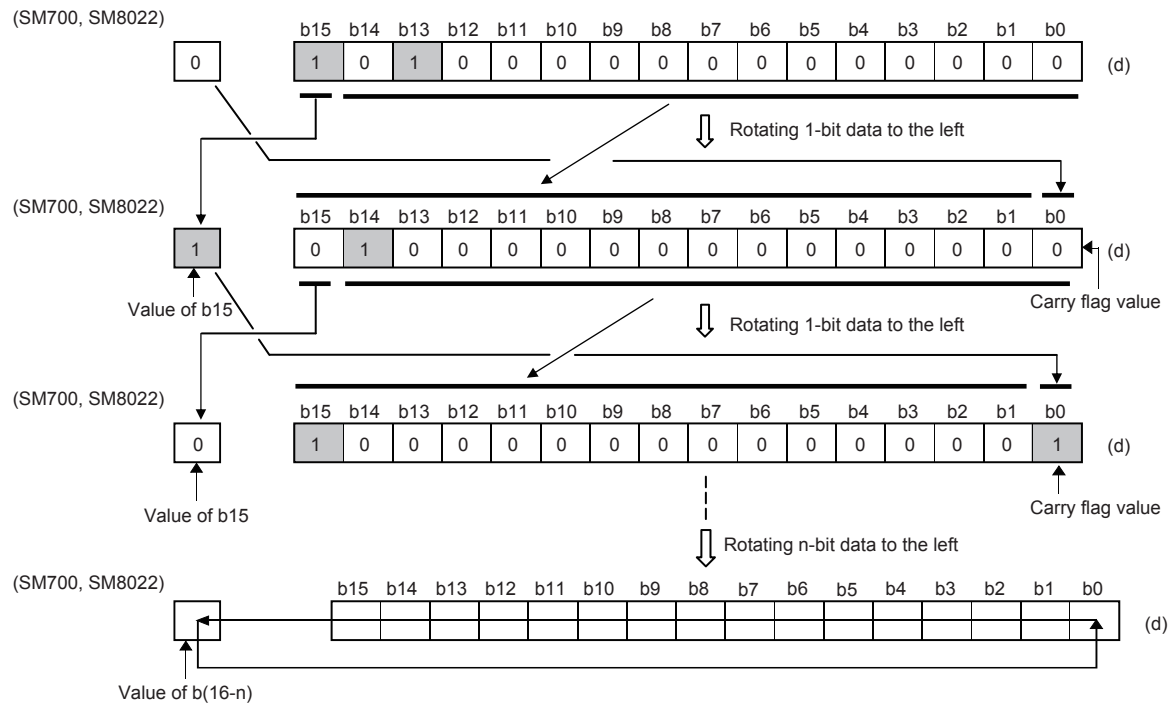 (SM700, SM8022)
b15 b14 b13 b12 b11 b10 b9 b8 b7 b6 b5 b4 b3 b2 b1 b0
0 1 0 1 0 0 0 0 0 0 0 0 0 0 0 0 0 (d)
Rotating 1-bit data to the left
(SM700, SM8022)
b15 b14 b13 b12 b11 b10 b9 b8 b7 b6 b5 b4 b3 b2 b1 b0
1 0 1 0 0 0 0 0 0 0 0 0 0 0 0 0 0 (d)
Value of b15
Carry flag value
Rotating 1-bit data to the left
(SM700, SM8022)
b15 b14 b13 b12 b11 b10 b9 b8 b7 b6 b5 b4 b3 b2 b1 b0
0 1 0 0 0 0 0 0 0 0 0 0 0 0 0 0 1 (d)
Value of b15
Carry flag value
Rotating n-bit data to the left
(SM700, SM8022)
b15 b14 b13 b12 b11 b10 b9 b8 b7 b6 b5 b4 b3 b2 b1 b0
(d)
Value of b(16-n)